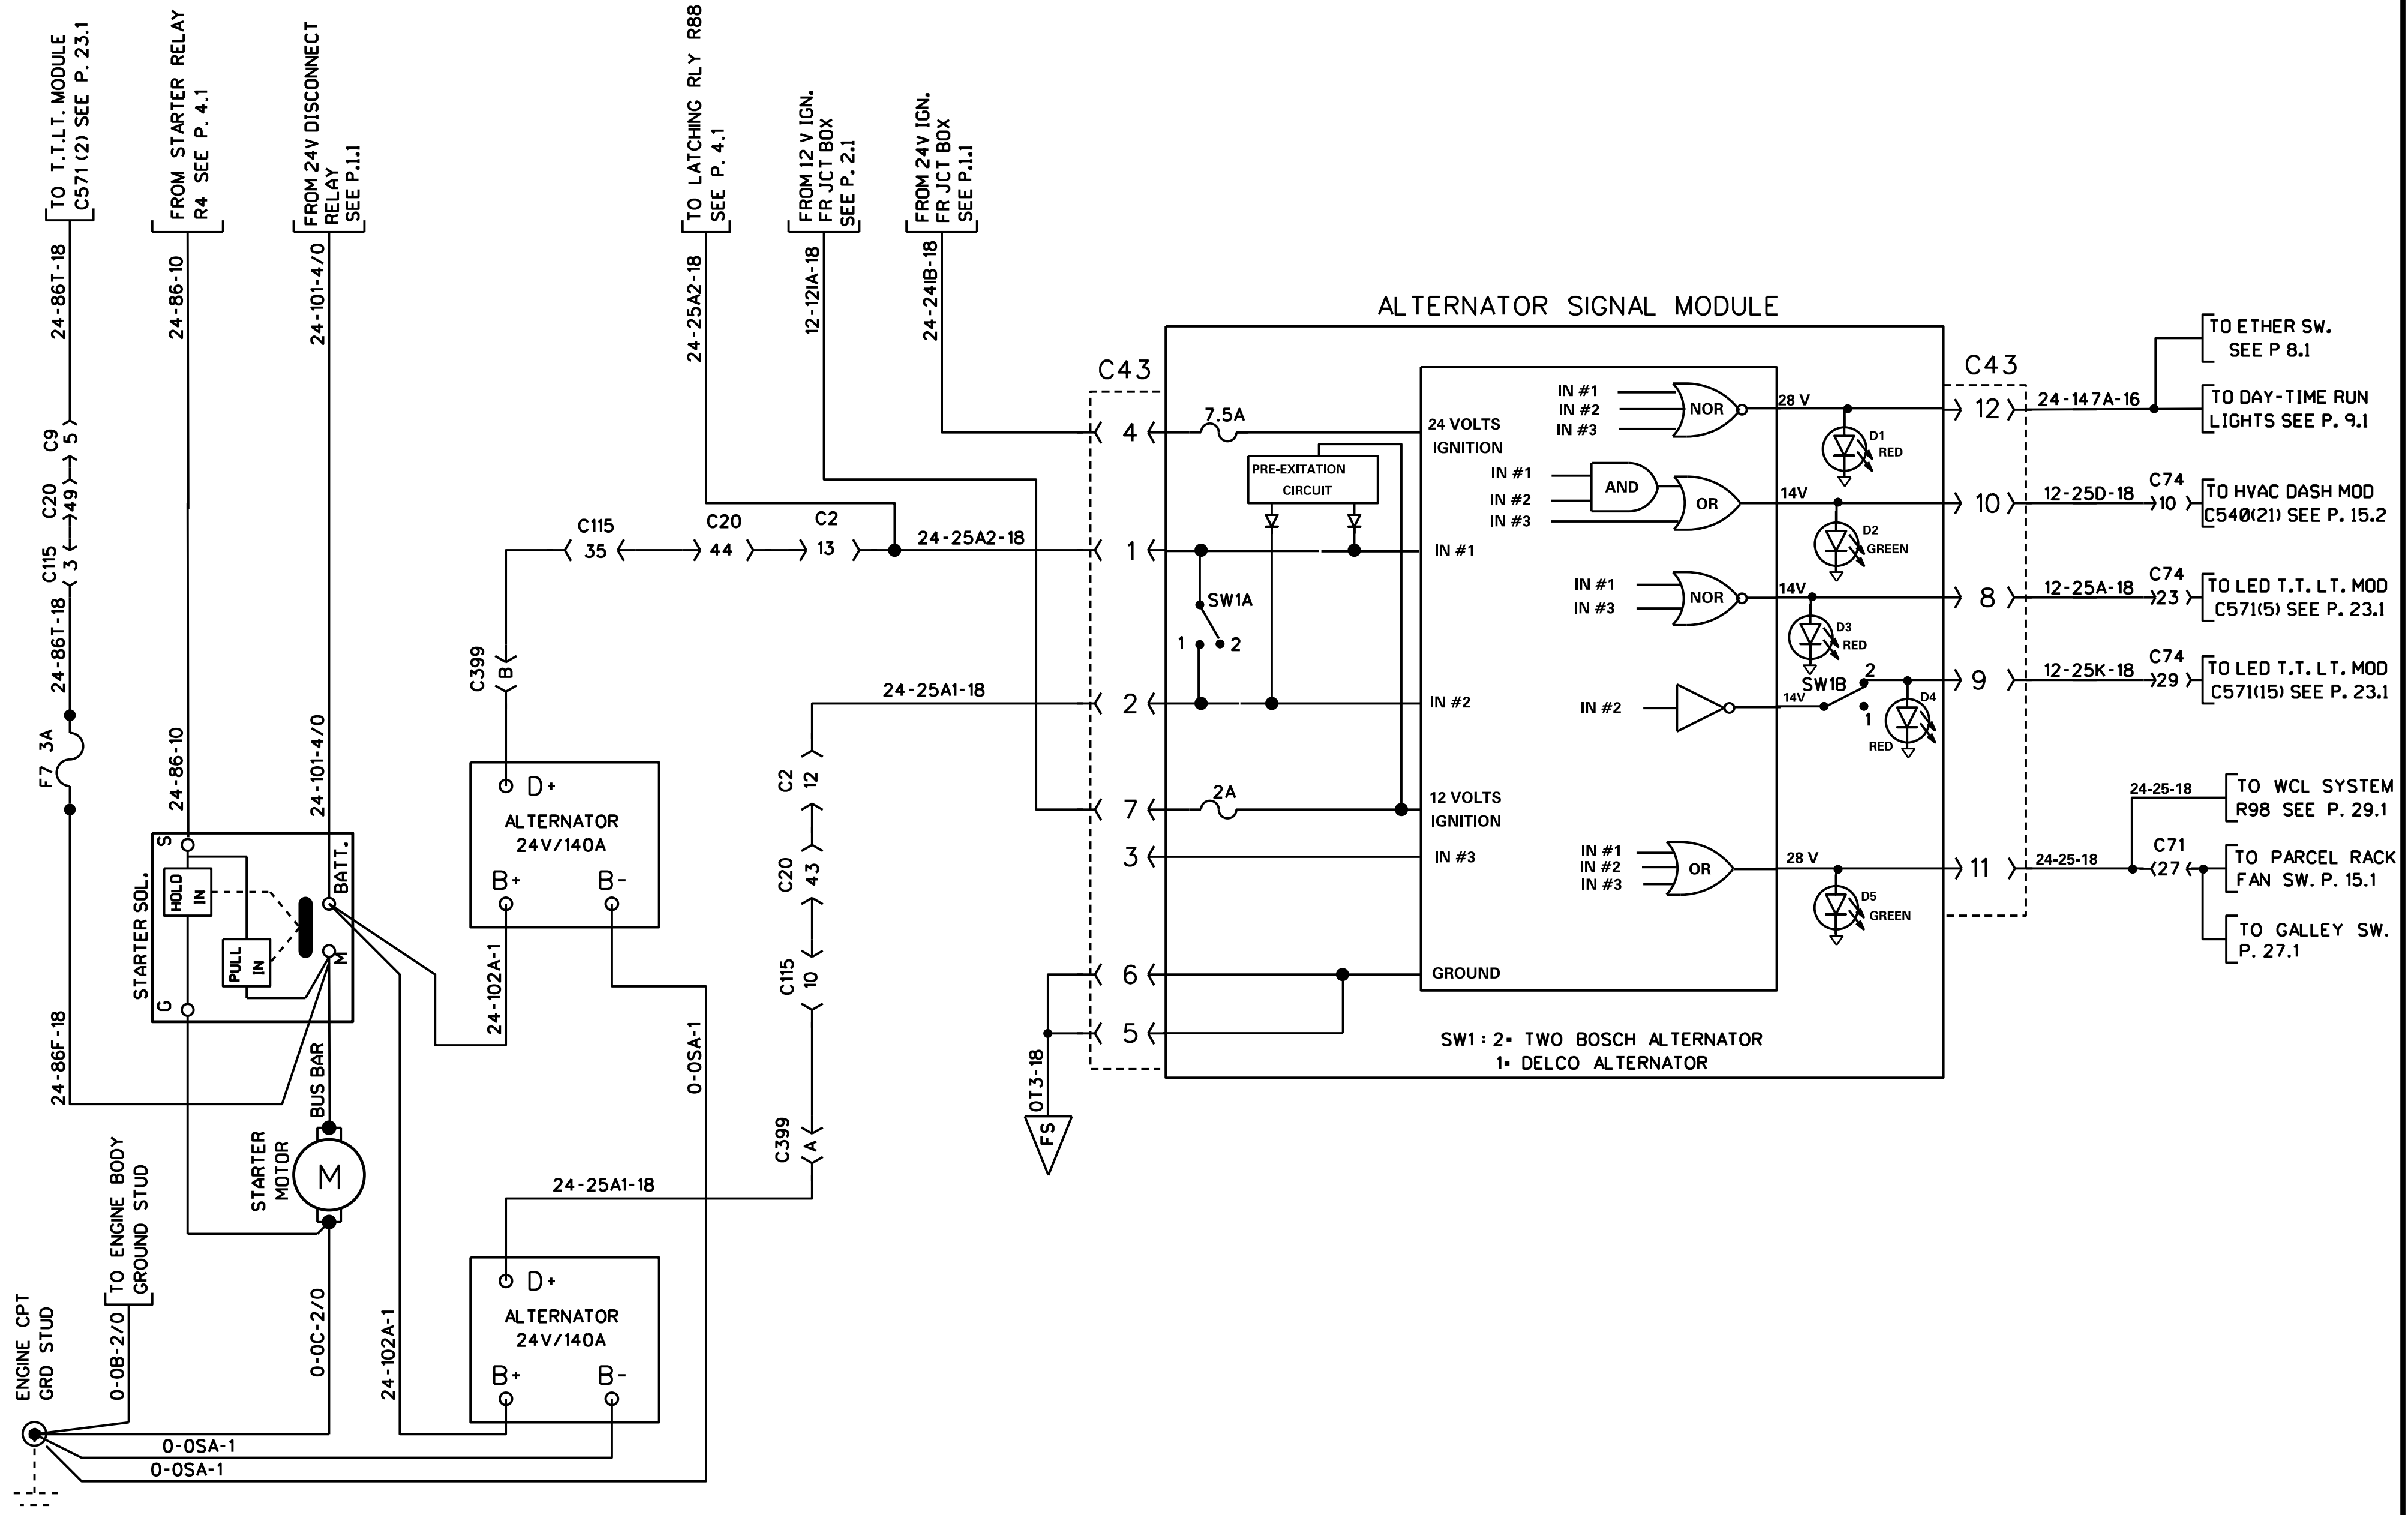 TO T.T.LT. MODULE
C571 (2) SEE P. 23.1
FROM STARTER RELAY
R4 SEE P. 4.1
FROM 24V DISCONNECT
RELAY
SEE P.1.1
TO LATCHING RLY R88
SEE P. 4.1
FROM 12 V IGN.
FR JCT BOX
SEE P. 2.1
FROM 24V IGN.
FR JCT BOX
SEE P.1.1
24-86T-18
24-86-10
24-101-4/0
24-25A2-18
12-121A-18
24-241B-18
C9
5
C20
49
C115
3
24-86T-18
F7 3A
24-86-10
24-101-4/0
24-86F-18
STARTER SOL.
S
HOLD
IN
PULL
IN
BATT.
M
G
BUS BAR
STARTER
MOTOR
M
TO ENGINE BODY
GROUND STUD
ENGINE CPT
GRD STUD
0-0B-2/0
0-0C-2/0
24-102A-1
0-0SA-1
0-0SA-1
C115
35
C20
44
C2
13
24-25A2-18
C399
B
D+
ALTERNATOR
24V/140A
B+
B-
24-102A-1
0-0SA-1
24-25A1-18
C2
12
C20
43
C115
10
C399
A
24-25A1-18
D+
ALTERNATOR
24V/140A
B+
B-
ALTERNATOR SIGNAL MODULE
C43
4
1
2
7
3
6
5
0T3-18
FS
7.5A
24 VOLTS
IGNITION
PRE-EXITATION
CIRCUIT
IN #1
SW1A
1
2
IN #2
2A
12 VOLTS
IGNITION
IN #3
GROUND
SW1 : 2= TWO BOSCH ALTERNATOR
1= DELCO ALTERNATOR
IN #1
IN #2
IN #3
NOR
28 V
D1
RED
IN #1
IN #2
IN #3
AND
OR
14V
D2
GREEN
IN #1
IN #3
NOR
14V
D3
RED
IN #2
14V
SW1B
2
1
D4
RED
IN #1
IN #2
IN #3
OR
28 V
D5
GREEN
C43
12
10
8
9
11
24-147A-16
TO ETHER SW.
SEE P 8.1
TO DAY-TIME RUN
LIGHTS SEE P. 9.1
12-25D-18
C74
10
TO HVAC DASH MOD
C540(21) SEE P. 15.2
12-25A-18
C74
23
TO LED T.T. LT. MOD
C571(5) SEE P. 23.1
12-25K-18
C74
29
TO LED T.T. LT. MOD
C571(15) SEE P. 23.1
24-25-18
TO WCL SYSTEM
R98 SEE P. 29.1
24-25-18
C71
27
TO PARCEL RACK
FAN SW. P. 15.1
TO GALLEY SW.
P. 27.1